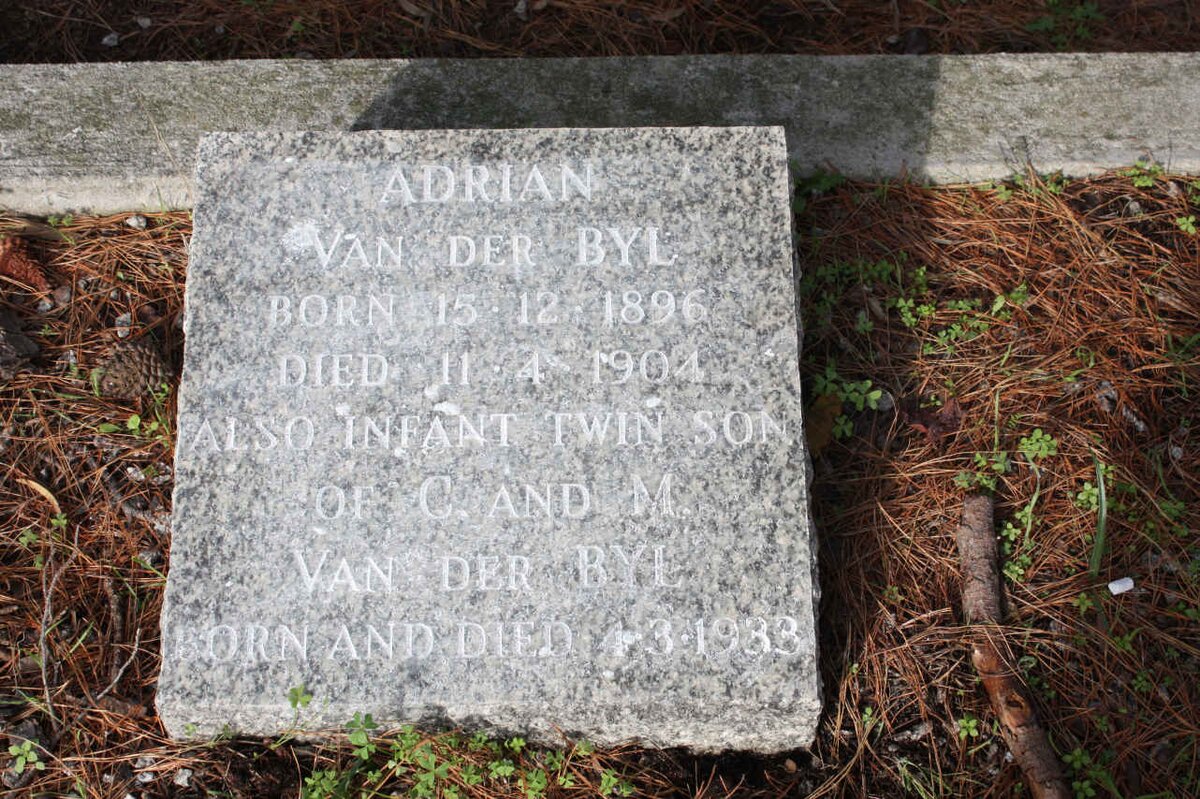 ADRIAN
VAN DER BYL
BORN 15·12·1896
DIED 11·4·1904
ALSO INFANT TWIN SON
OF C. AND M.
VAN DER BYL
BORN AND DIED 4·3·1933